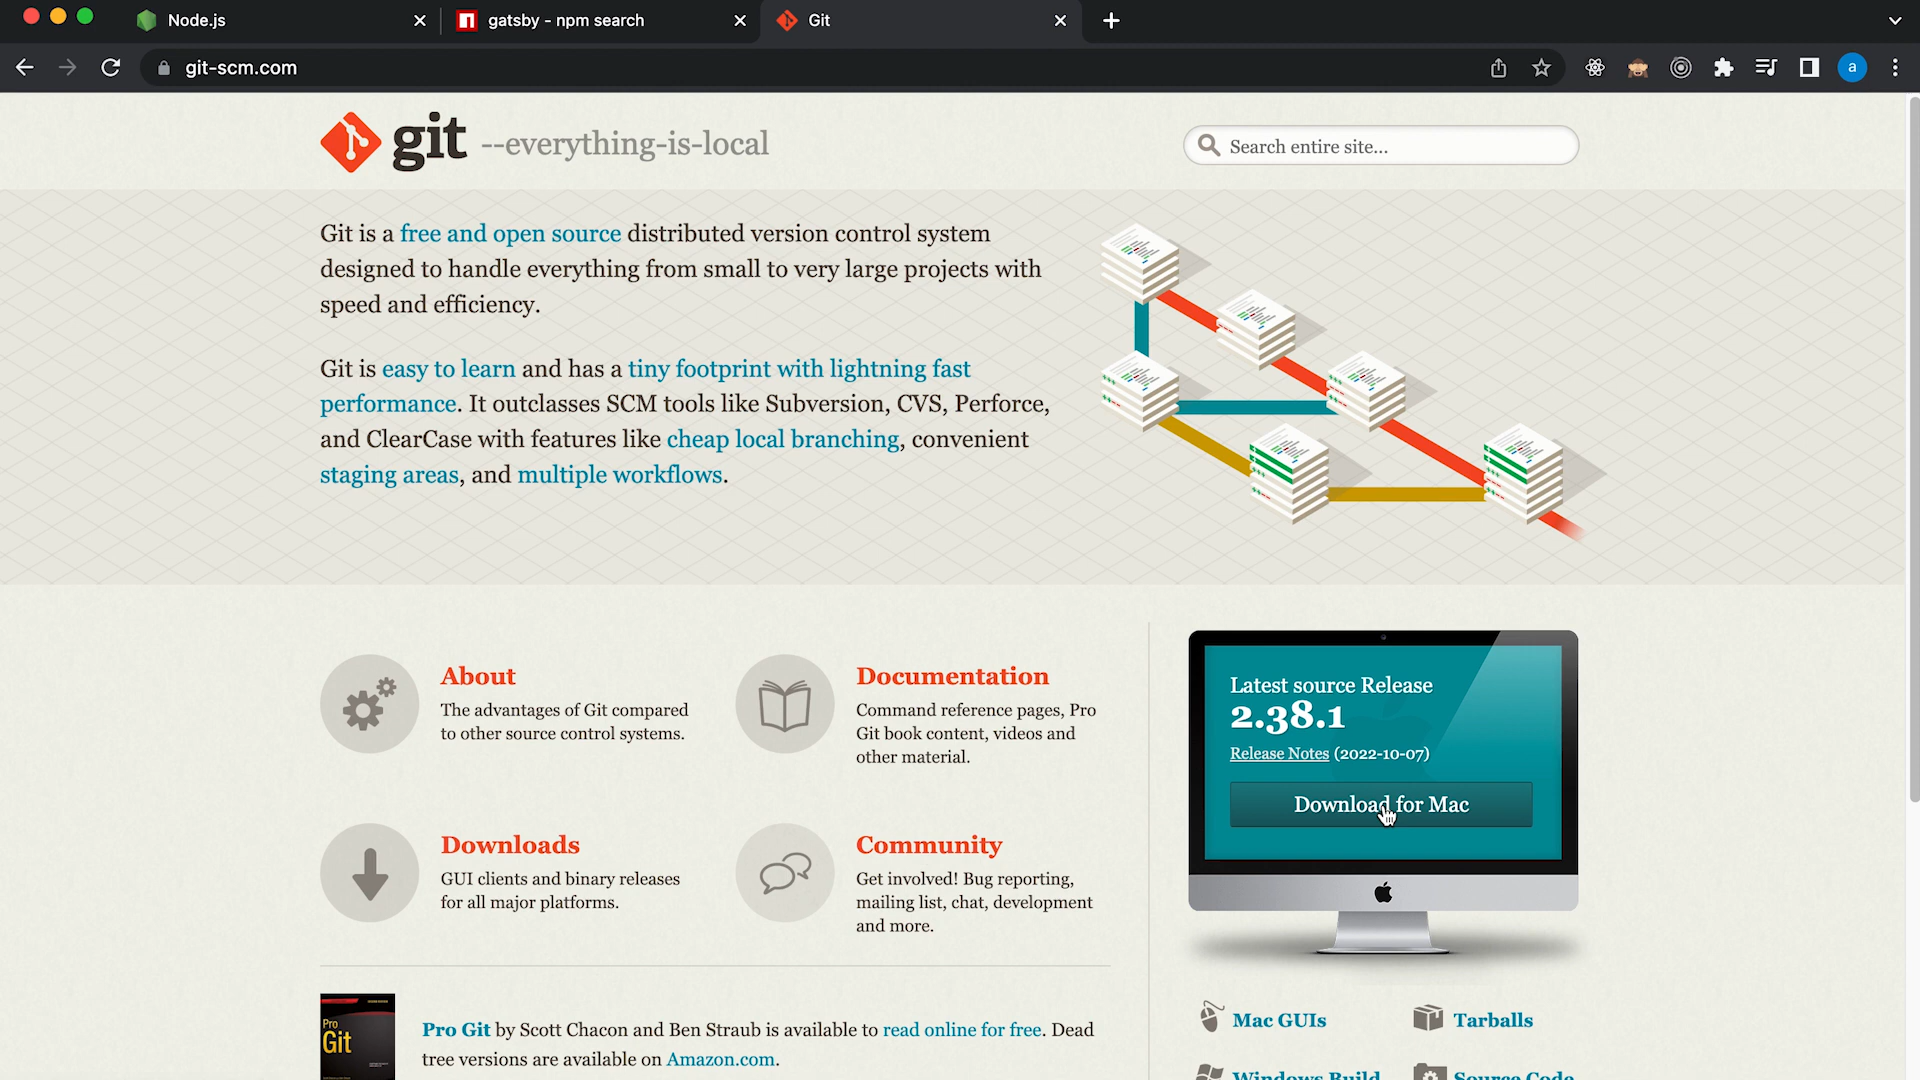 Node.js
gatsby - npm search
Git
git-scm.com
a
git --everything-is-local
Search entire site...
Git is a free and open source distributed version control system
designed to handle everything from small to very large projects with
speed and efficiency.
Git is easy to learn and has a tiny footprint with lightning fast
performance. It outclasses SCM tools like Subversion, CVS, Perforce,
and ClearCase with features like cheap local branching, convenient
staging areas, and multiple workflows.
About
The advantages of Git compared
to other source control systems.
Documentation
Command reference pages, Pro
Git book content, videos and
other material.
Downloads
GUI clients and binary releases
for all major platforms.
Community
Get involved! Bug reporting,
mailing list, chat, development
and more.
Latest source Release
2.38.1
Release Notes (2022-10-07)
Download for Mac
Pro
Git
Pro Git by Scott Chacon and Ben Straub is available to read online for free. Dead
tree versions are available on Amazon.com.
Mac GUIs
Tarballs
Windows Build
Source Code